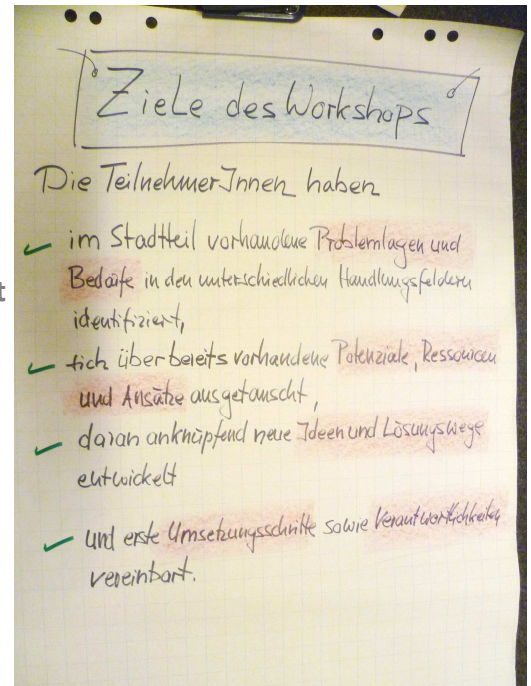 Ziele des Workshops
Die TeilnehmerInnen haben
im Stadtteil vorhandene Problemlagen und
Bedarfe in den unterschiedlichen Handlungsfeldern
identifiziert,
sich über bereits vorhandene Potenziale, Ressourcen
und Ansätze ausgetauscht,
daran anknüpfend neue Ideen und Lösungswege
entwickelt
und erste Umsetzungsschritte sowie Verantwortlichkeiten
vereinbart.
t